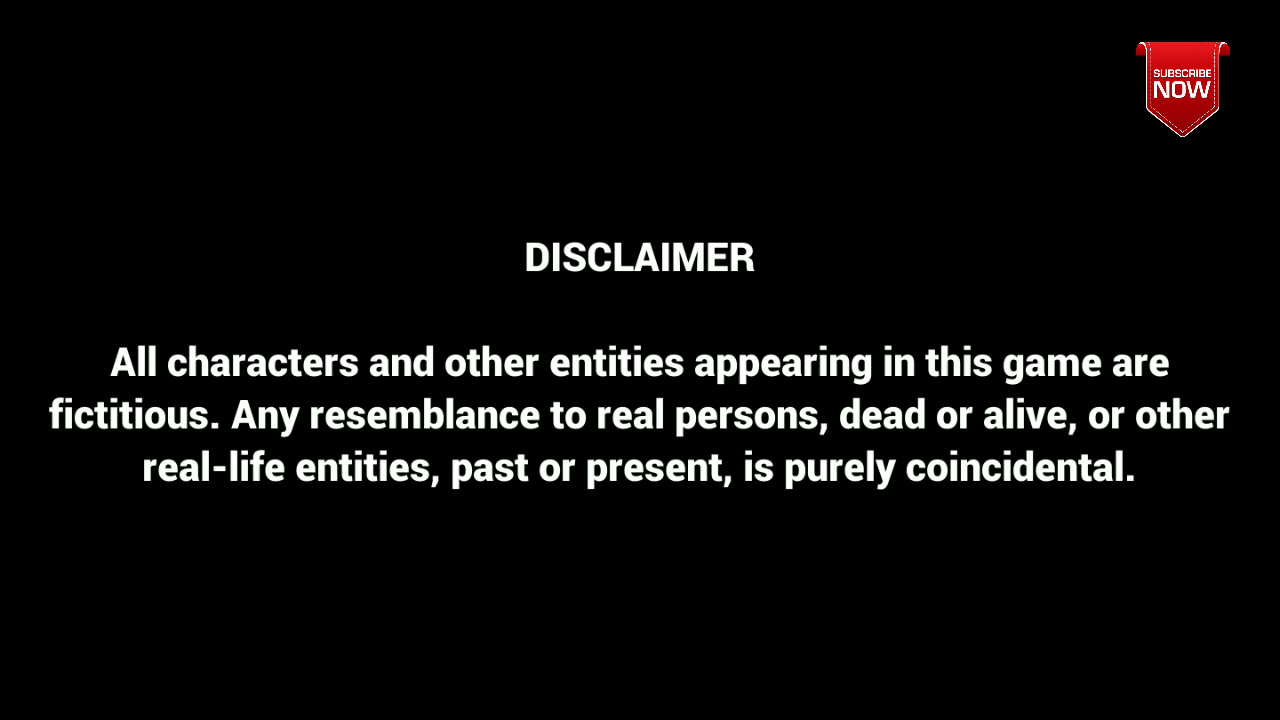 SUBSCRIBE
NOW
DISCLAIMER
All characters and other entities appearing in this game are
fictitious. Any resemblance to real persons, dead or alive, or other
real-life entities, past or present, is purely coincidental.